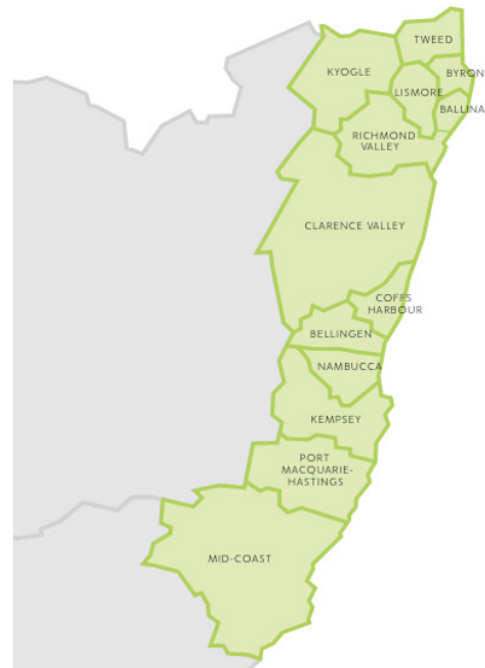 TWEED
KYOGLE
BYRON
LISMORE
BALLINA
RICHMOND
VALLEY
CLARENCE VALLEY
COFFS
HARBOUR
BELLINGEN
NAMBUCCA
KEMPSEY
PORT
MACQUARIE-
HASTINGS
MID-COAST